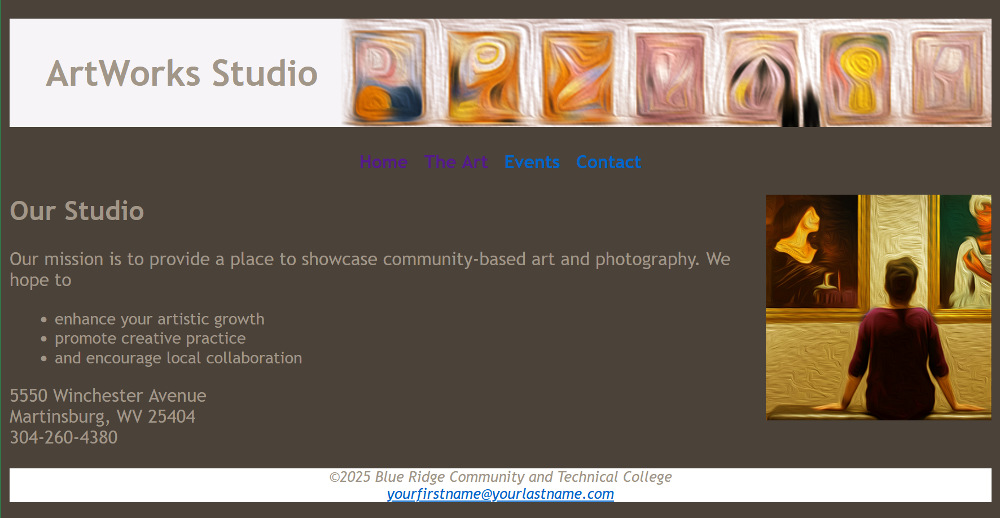 ArtWorks Studio
Home The Art Events Contact
Our Studio
Our mission is to provide a place to showcase community-based art and photography. We
hope to
• enhance your artistic growth
• promote creative practice
• and encourage local collaboration
5550 Winchester Avenue
Martinsburg, WV 25404
304-260-4380
©2025 Blue Ridge Community and Technical College
yourfirstname@yourlastname.com